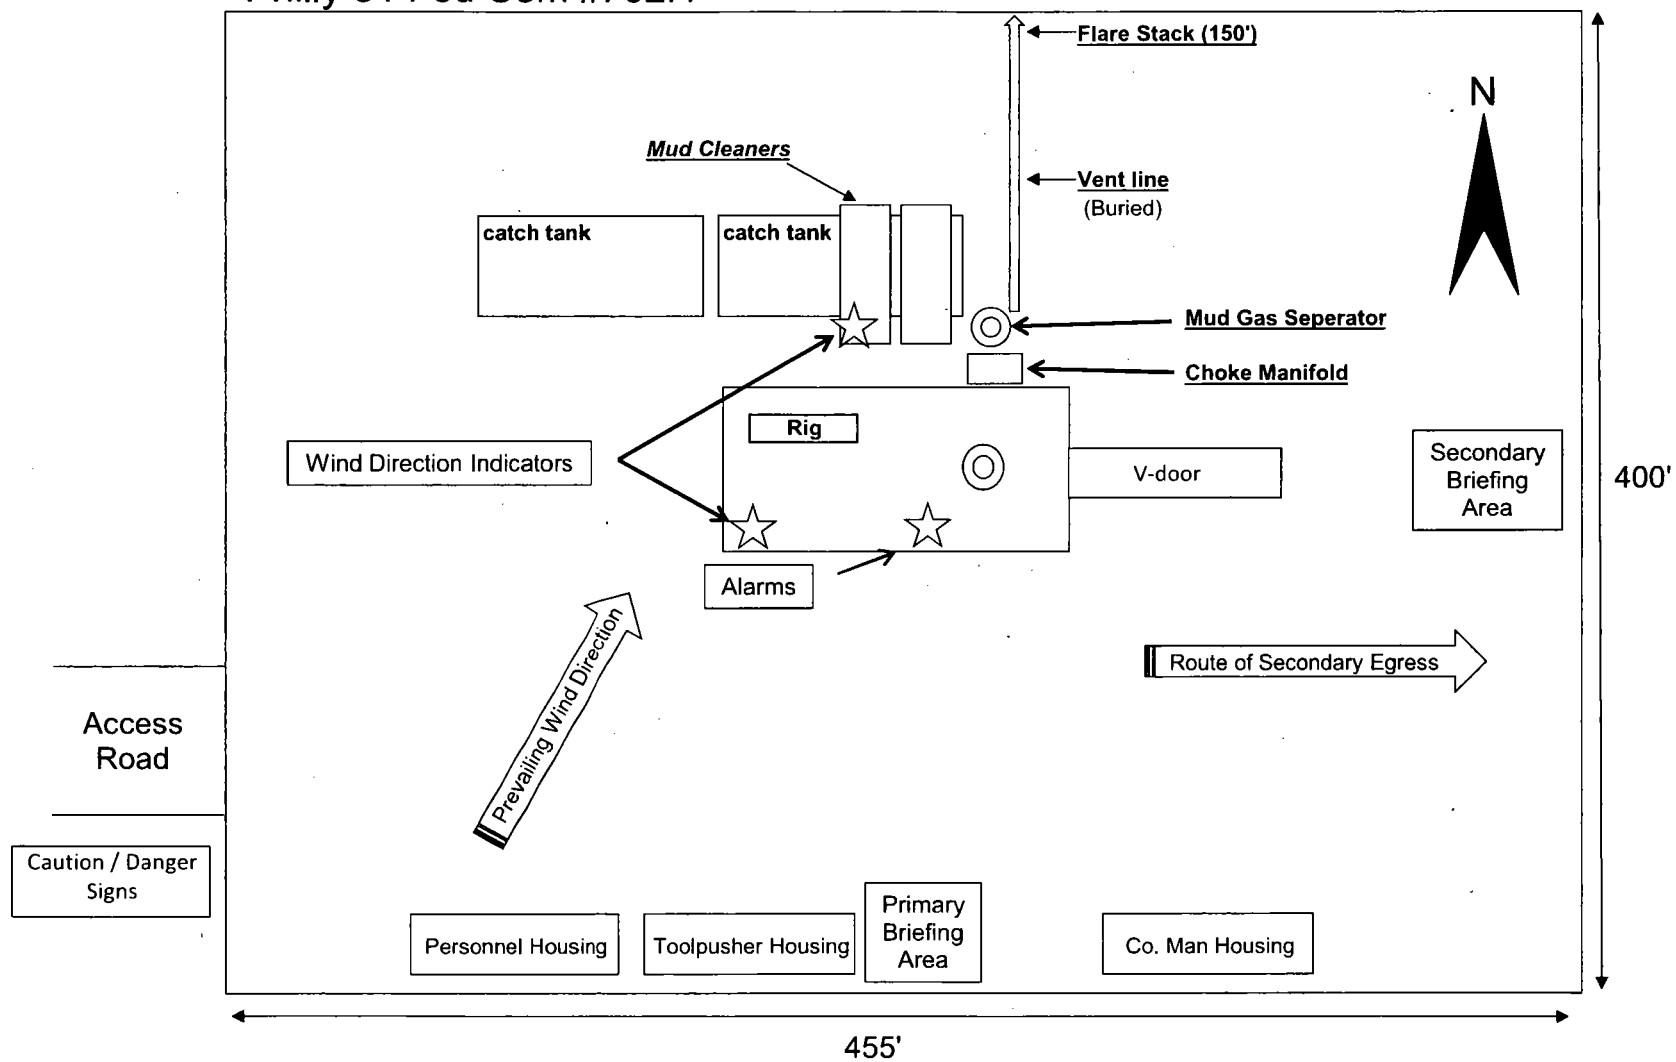 Flare Stack (150')
N
Mud Cleaners
Vent line
(Buried)
catch tank
catch tank
Mud Gas Seperator
Choke Manifold
Rig
Wind Direction Indicators
V-door
Secondary
Briefing
Area
400'
Alarms
Prevailing Wind Direction
Route of Secondary Egress
Access
Road
Caution / Danger
Signs
Primary
Briefing
Area
Personnel Housing
Toolpusher Housing
Co. Man Housing
455'